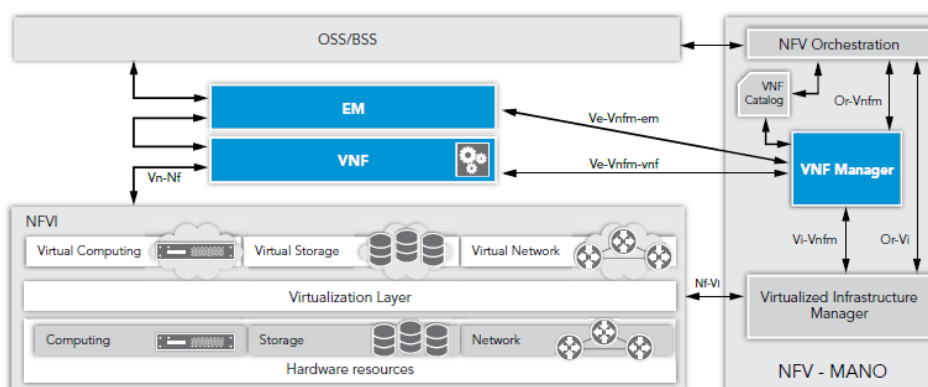 OSS/BSS
NFV Orchestration
VNF
Catalog
Or-Vnfm
EM
Ve-Vnfm-em
VNF
Ve-Vnfm-vnf
VNF Manager
Vn-Nf
NFVI
Virtual Computing
Virtual Storage
Virtual Network
Vi-Vnfm
Or-Vi
Virtualization Layer
Nf-Vi
Virtualized Infrastructure
Manager
Computing
Storage
Network
Hardware resources
NFV - MANO